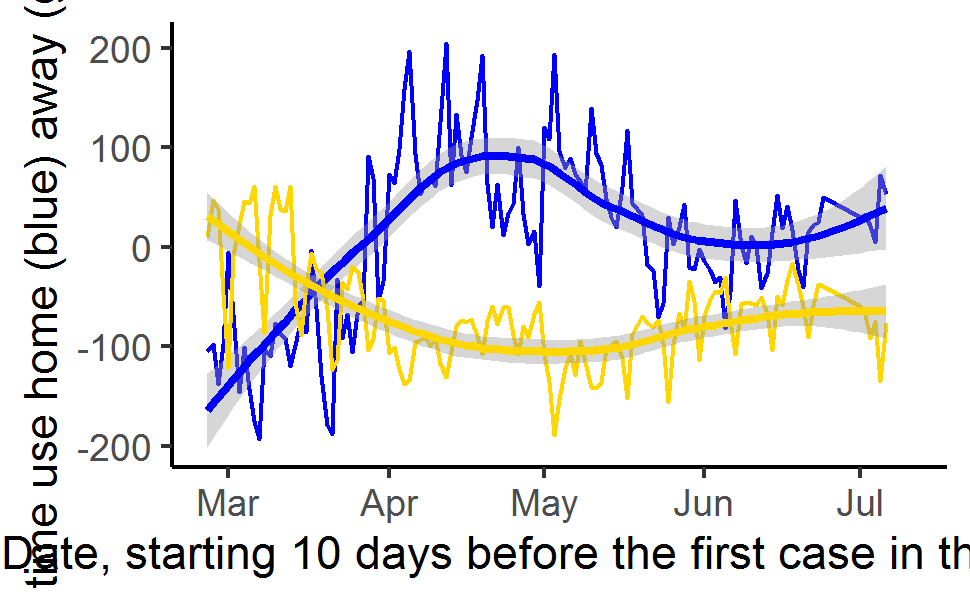 time use home (blue) away (g
200
100
0
-100
-200
Mar Apr May Jun Jul
Date, starting 10 days before the first case in th